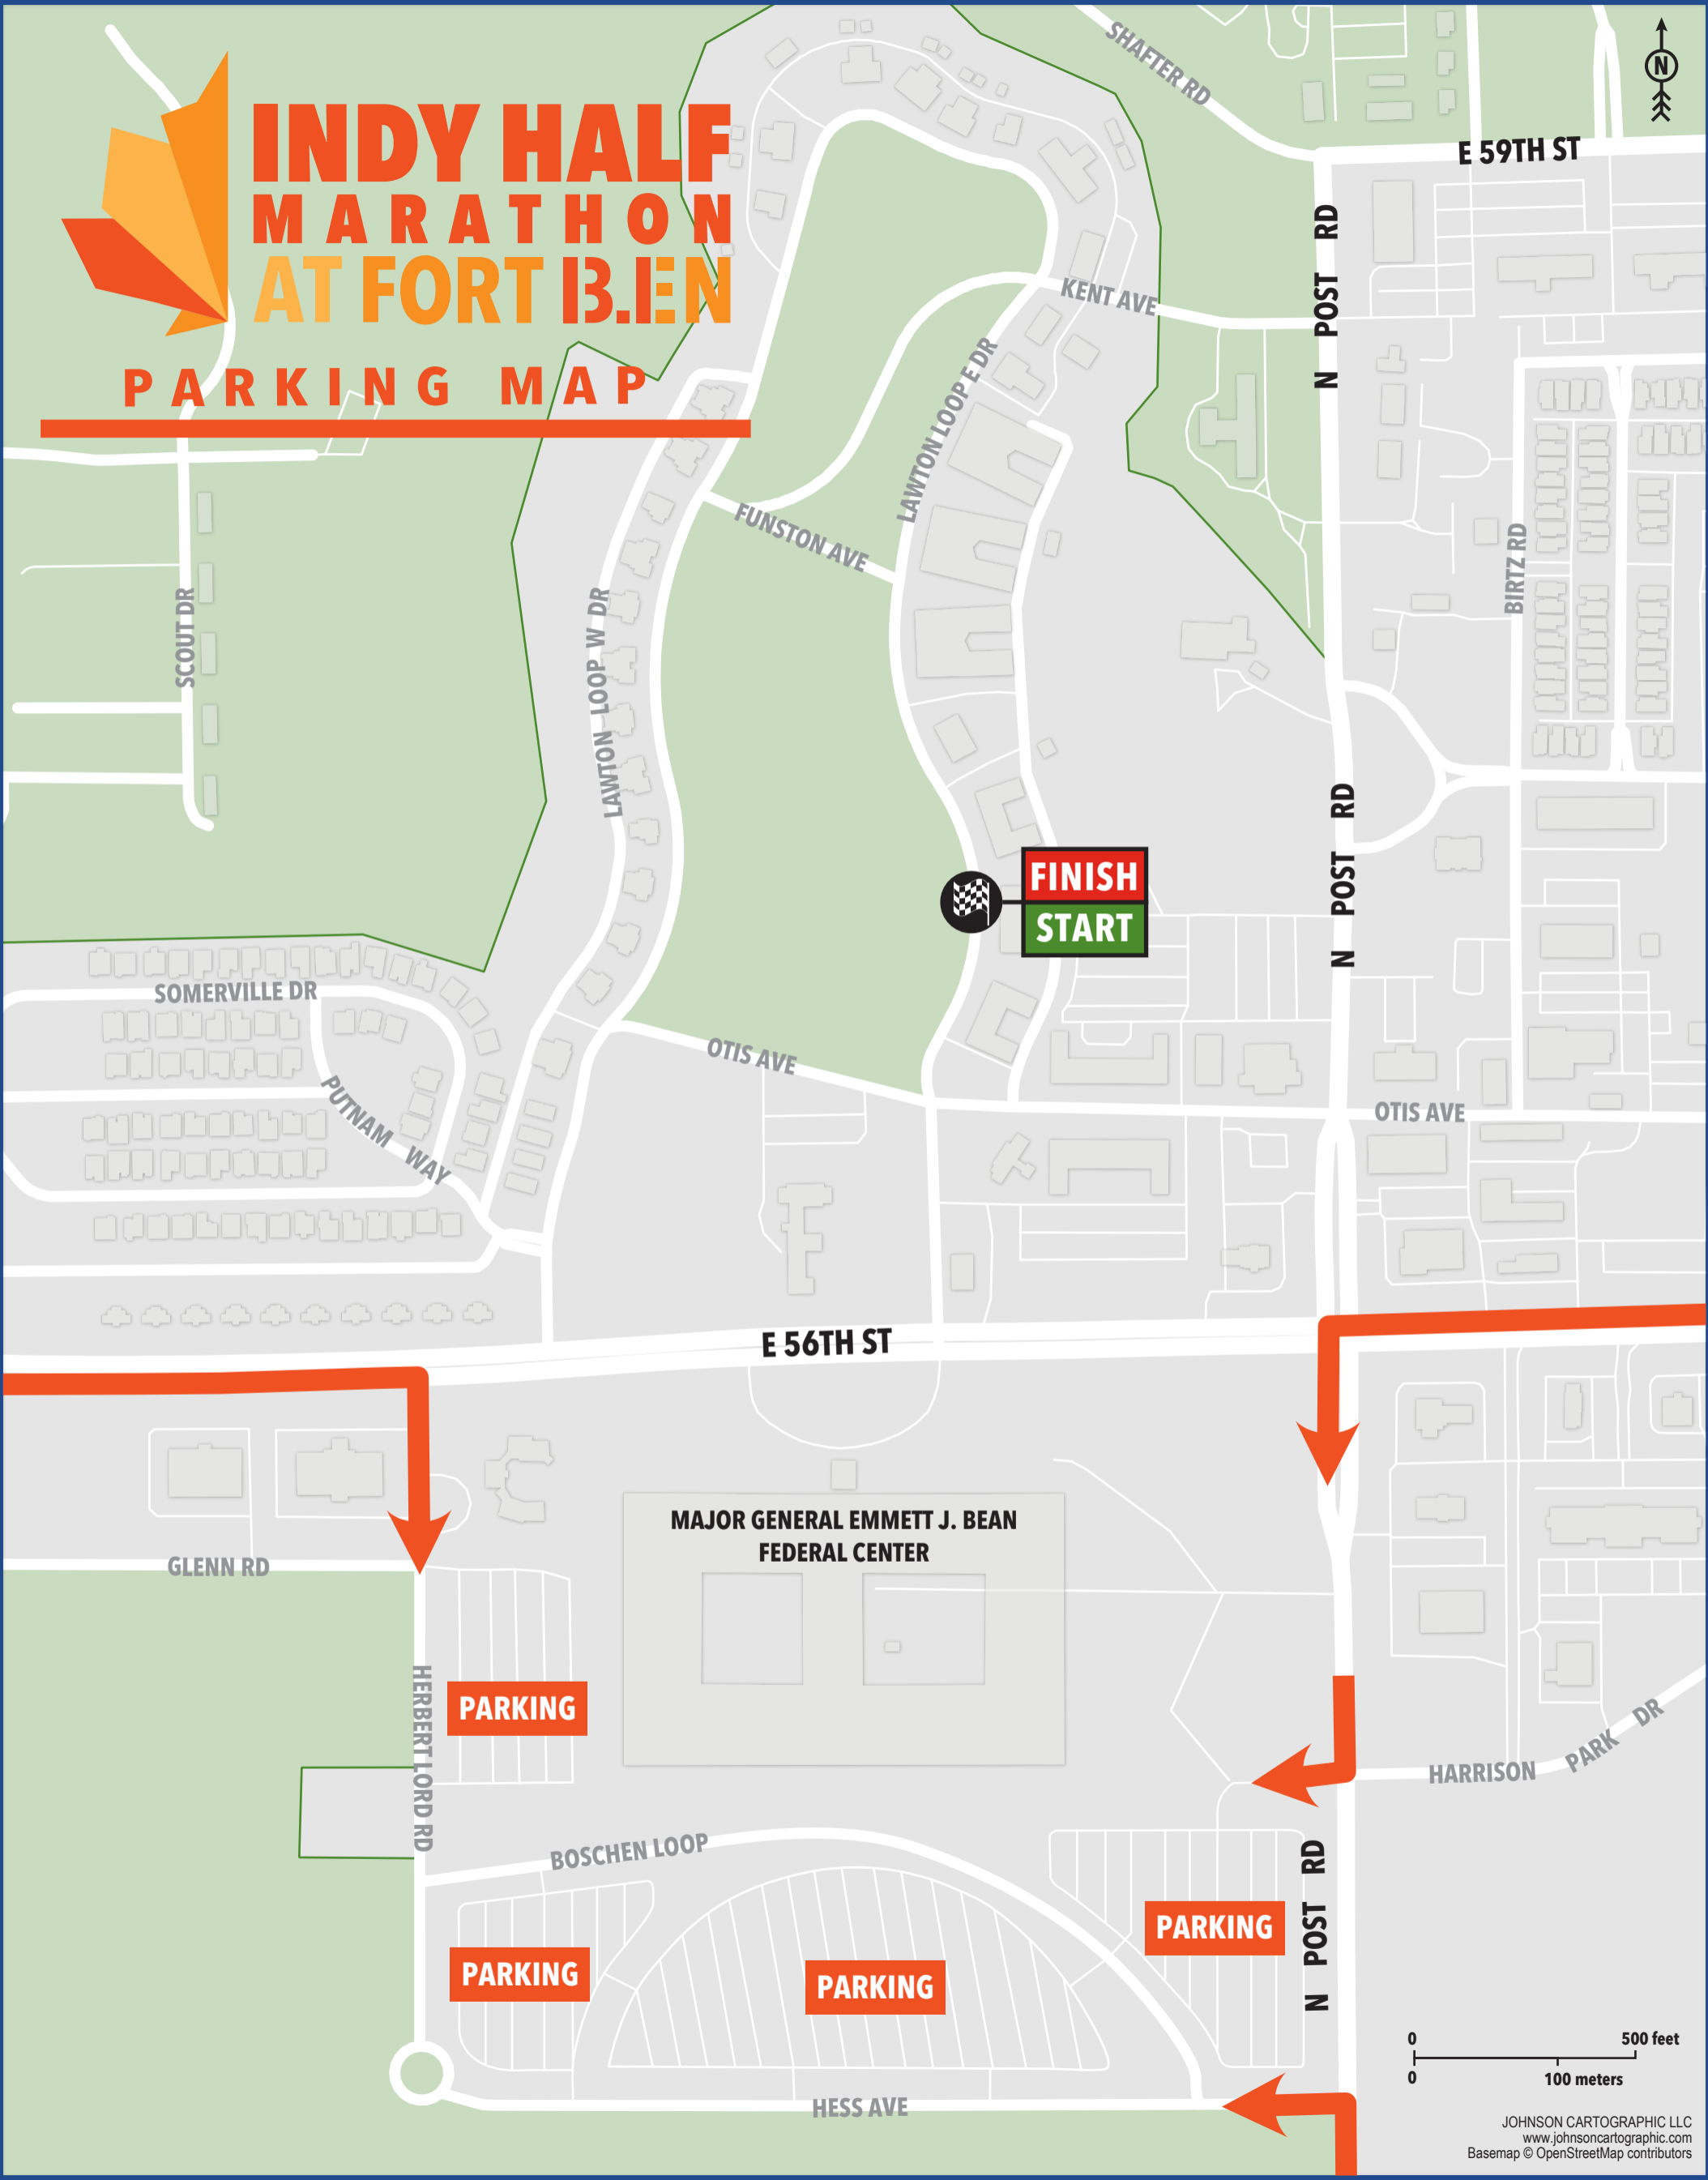 INDY HALF
MARATHON
AT FORT B.EN
PARKING MAP
N
SHAFTER RD
E 59TH ST
N POST RD
KENT AVE
LAWTON LOOP E DR
FUNSTON AVE
BIRTZ RD
SCOUT DR
LAWTON LOOP W DR
N POST RD
FINISH
START
SOMERVILLE DR
OTIS AVE
OTIS AVE
PUTNAM WAY
E 56TH ST
MAJOR GENERAL EMMETT J. BEAN
FEDERAL CENTER
GLENN RD
HERBERT LORD RD
PARKING
HARRISON PARK DR
BOSCHEN LOOP
N POST RD
PARKING
PARKING
PARKING
HESS AVE
0 500 feet
0 100 meters
JOHNSON CARTOGRAPHIC LLC
www.johnsoncartographic.com
Basemap © OpenStreetMap contributors